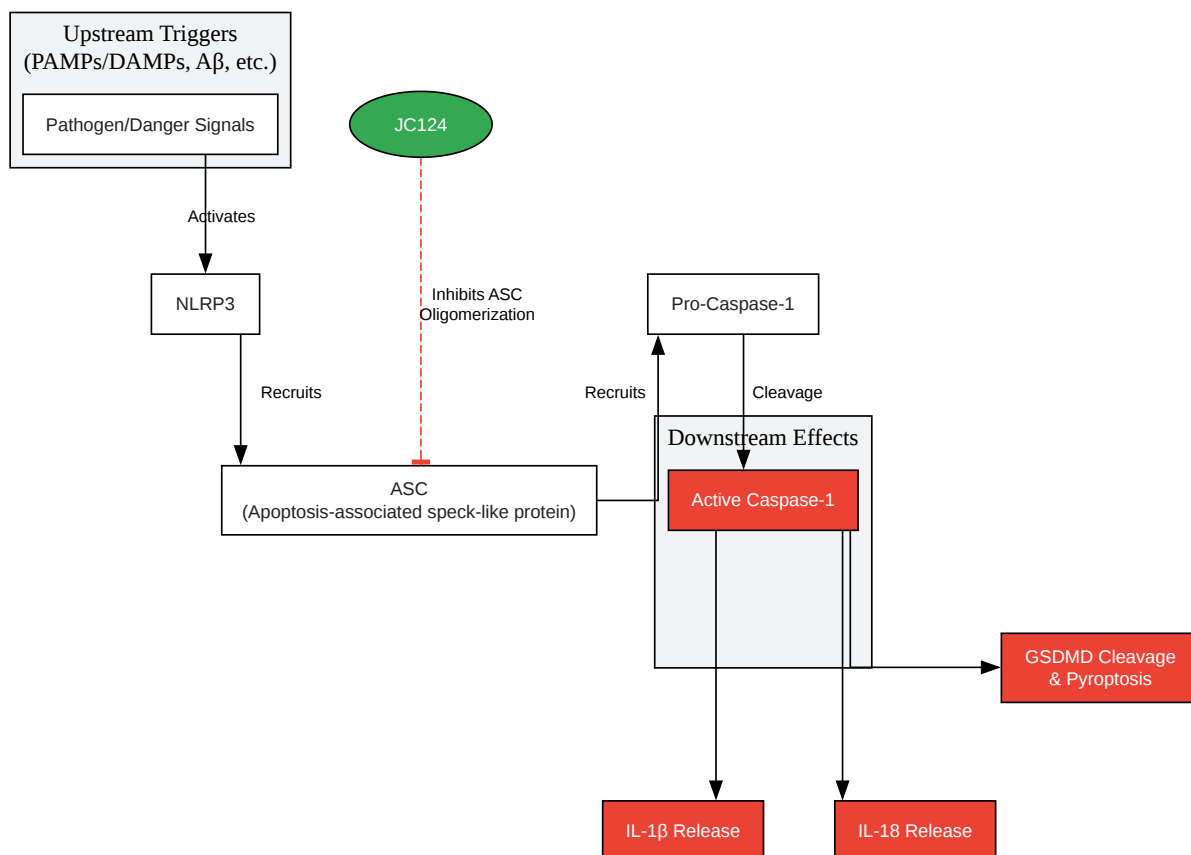 Upstream Triggers
(PAMPs/DAMPs, Aβ, etc.)
Pathogen/Danger Signals
JC124
Activates
NLRP3
Inhibits ASC
Oligomerization
Pro-Caspase-1
Recruits
Recruits
Cleavage
Downstream Effects
ASC
(Apoptosis-associated speck-like protein)
Active Caspase-1
GSDMD Cleavage
& Pyroptosis
IL-1β Release
IL-18 Release